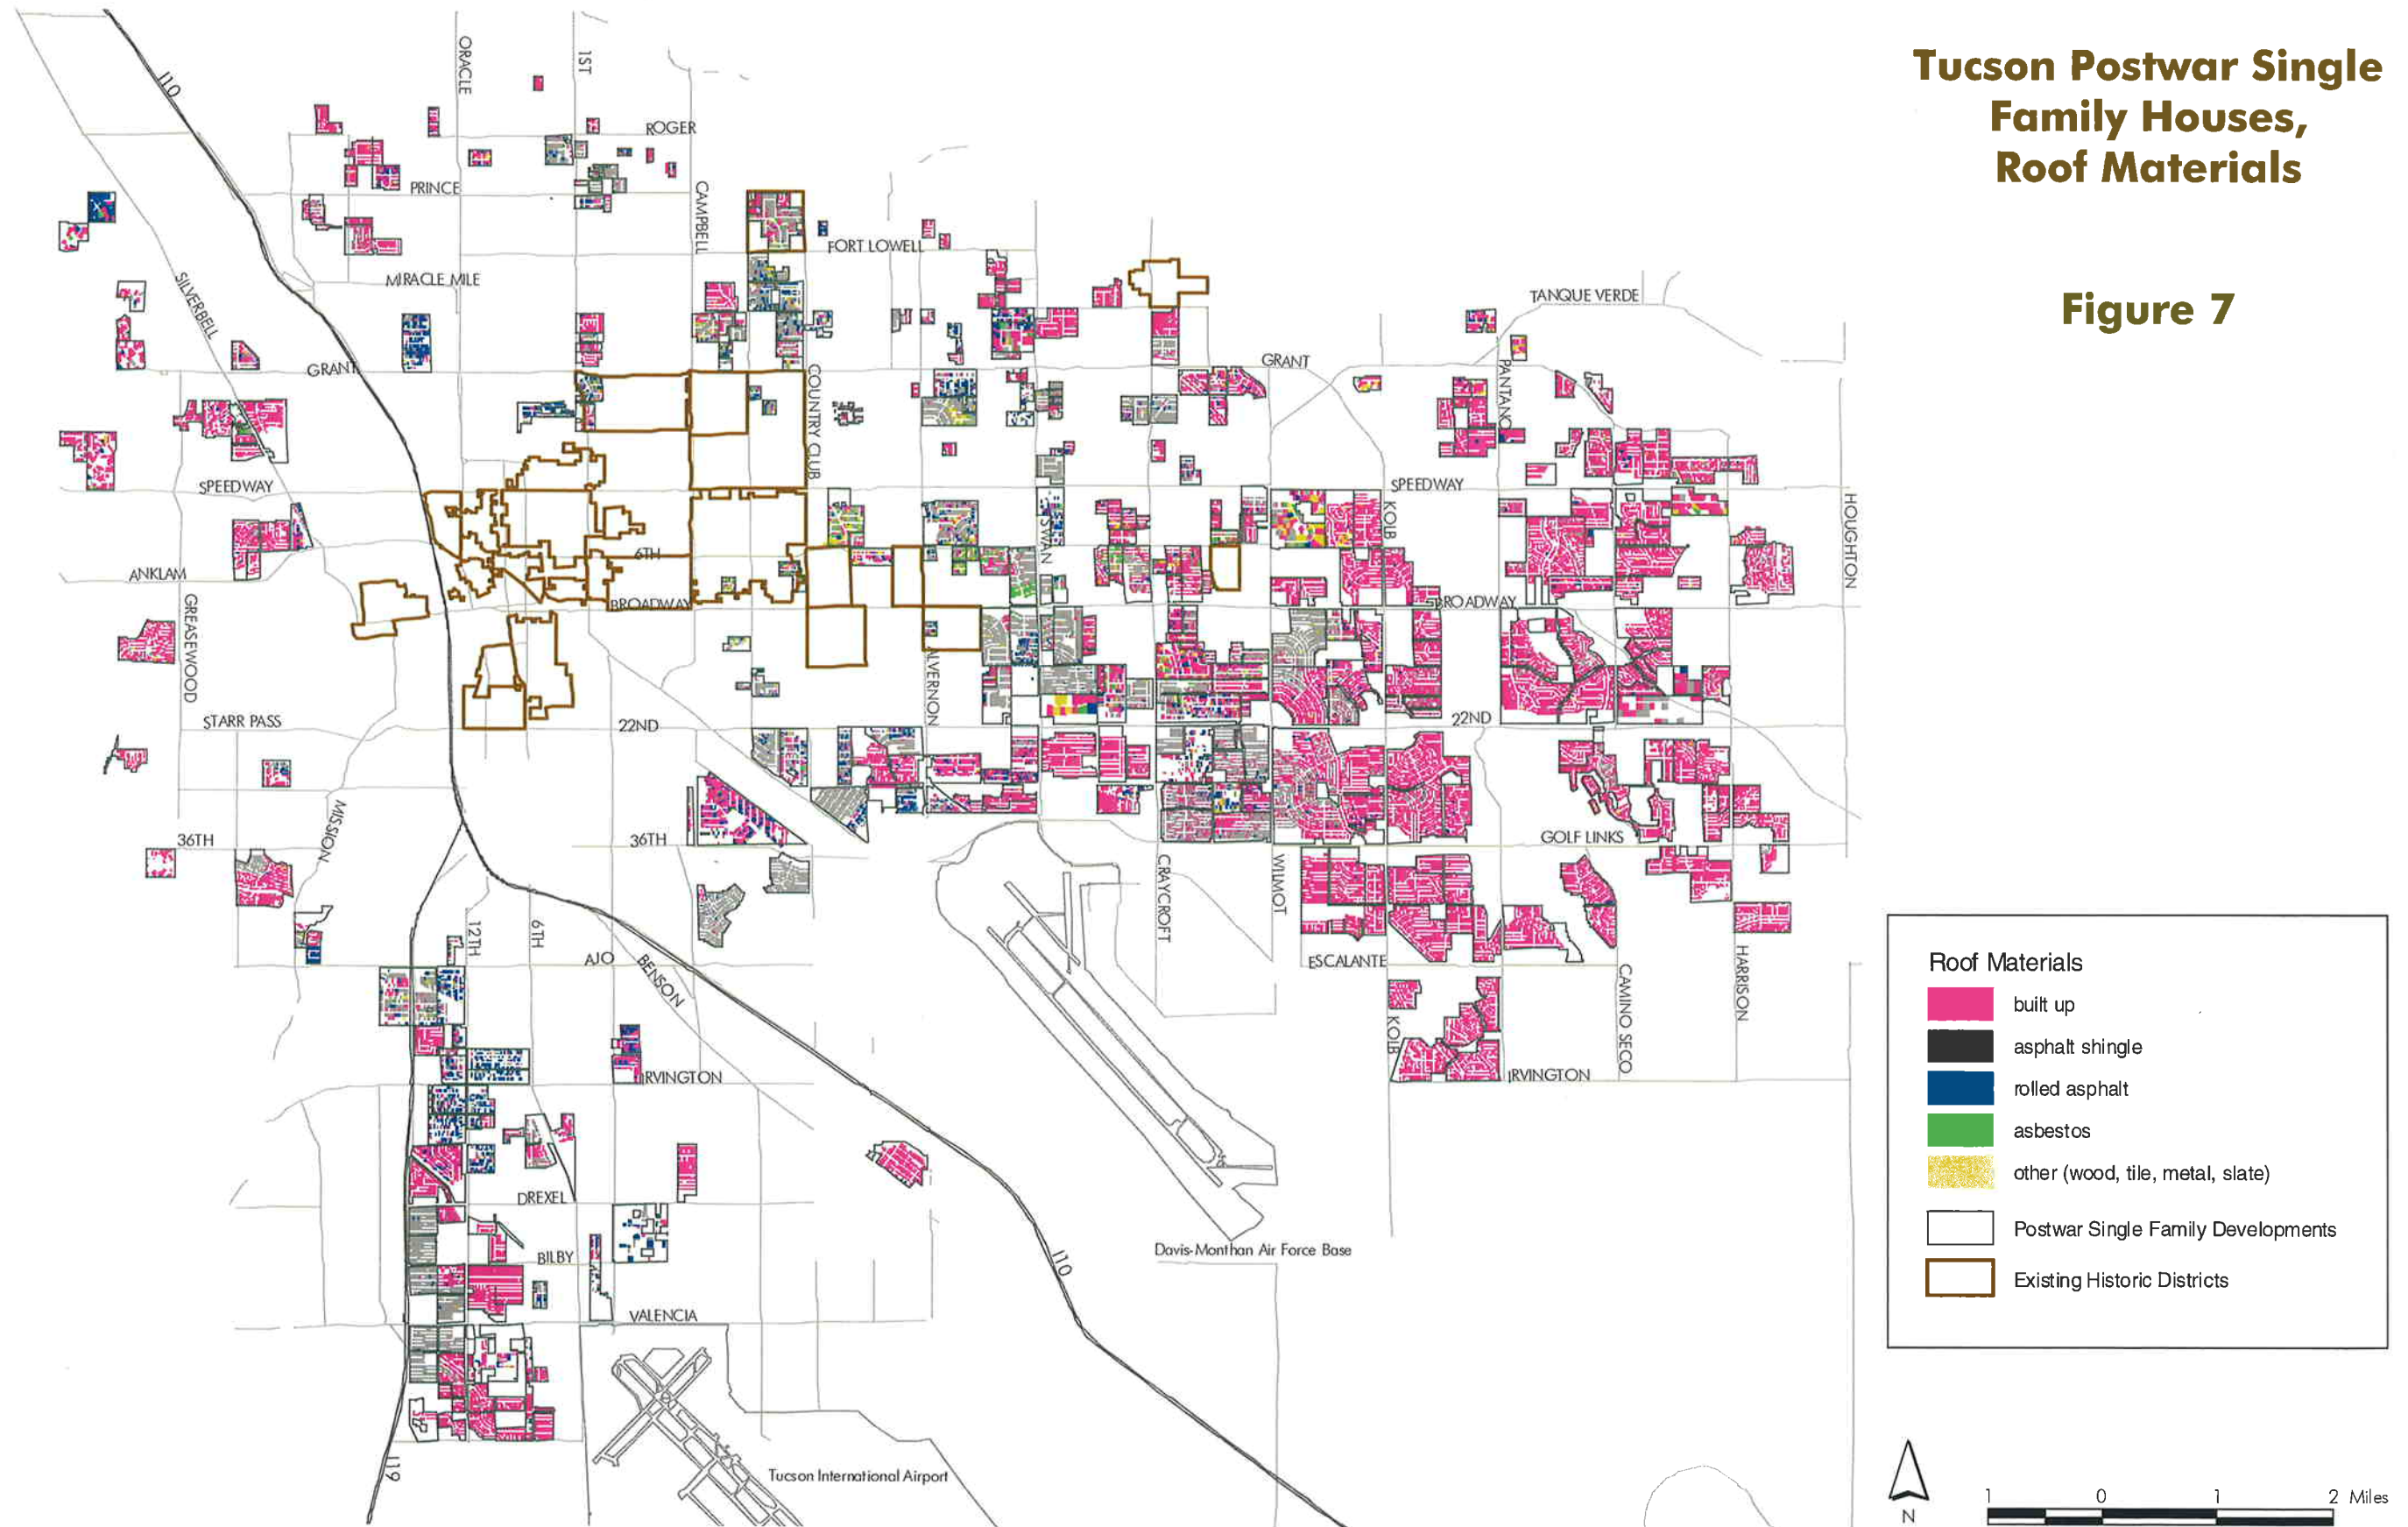 Tucson Postwar Single
Family Houses,
Roof Materials
Figure 7
I10
ORACLE
1ST
ROGER
PRINCE
CAMPBELL
FORT LOWELL
MIRACLE MILE
SILVERBELL
TANQUE VERDE
GRANT
GRANT
COUNTRY CLUB
PANTANO
SPEEDWAY
SPEEDWAY
KOLB
HOUGHTON
SWAN
6TH
ANKLAM
GREASEWOOD
BROADWAY
BROADWAY
ALVERNON
STARR PASS
22ND
22ND
MISSION
36TH
36TH
GOLF LINKS
CRAYCROFT
WILMOT
12TH
6TH
AJO
BENSON
ESCALANTE
HARRISON
CAMINO SECO
KOLB
IRVINGTON
IRVINGTON
DREXEL
BILBY
Davis-Monthan Air Force Base
I10
VALENCIA
I19
Tucson International Airport
Roof Materials
built up
asphalt shingle
rolled asphalt
asbestos
other (wood, tile, metal, slate)
Postwar Single Family Developments
Existing Historic Districts
N
1 0 1 2 Miles